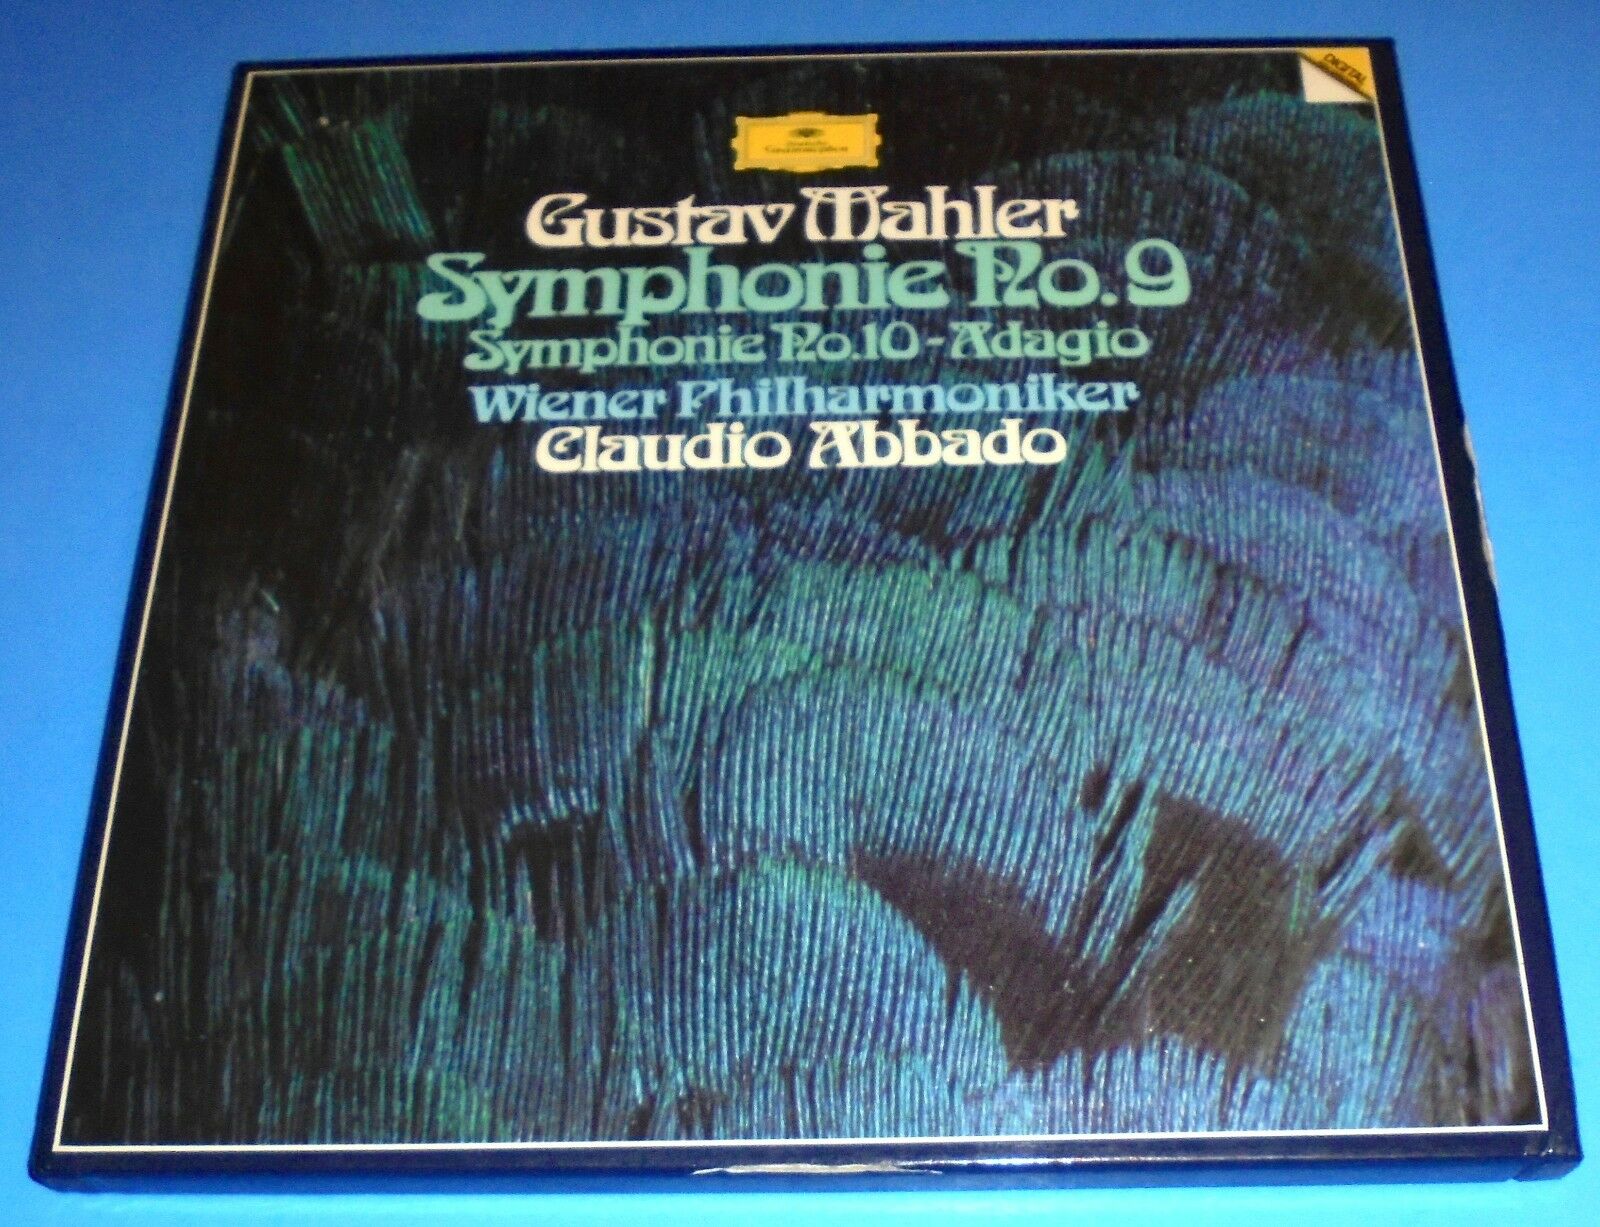 DIGITAL
Deutsche
Grammophon
Gustav Mahler
Symphonie No.9
Symphonie No.10-Adagio
Wiener Philharmoniker
Claudio Abbado